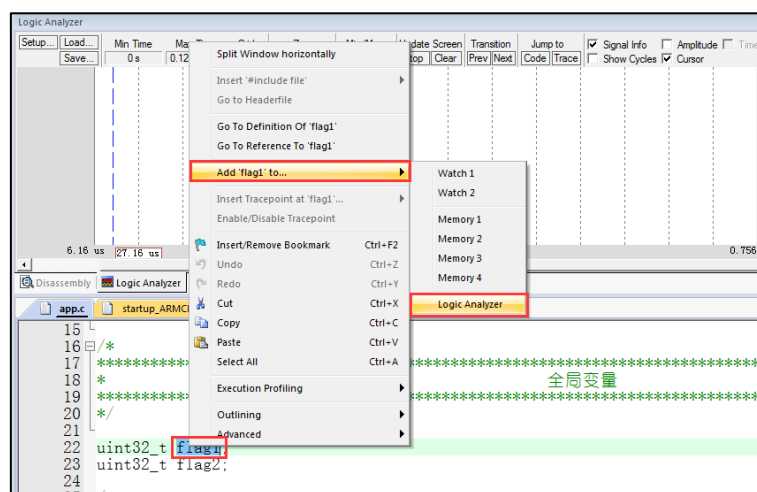 Logic Analyzer
Setup... Load... Min Time
Save... 0 s
Update Screen Transition Jump to Signal Info Amplitude
Clear Prev Next Code Trace Show Cycles Cursor
Split Window horizontally
Insert '#include file'
Go to Headerfile
Go To Definition Of 'flag1'
Go To Reference To 'flag1'
Add 'flag1' to...
Watch 1
Watch 2
Insert Tracepoint at 'flag1'...
Enable/Disable Tracepoint
Memory 1
Memory 2
Memory 3
Memory 4
Logic Analyzer
Insert/Remove Bookmark Ctrl+F2
Undo Ctrl+Z
Redo Ctrl+Y
Cut Ctrl+X
Copy Ctrl+C
Paste Ctrl+V
Select All Ctrl+A
Execution Profiling
Outlining
Advanced
6.16 us 27.16 us 0.756
Disassembly Logic Analyzer
app.c startup_ARMCI
15
16 /*
17 ****************************************************
18 * 全局变量
19 ****************************************************
20 */
21
22 uint32_t flag1;
23 uint32_t flag2;
24